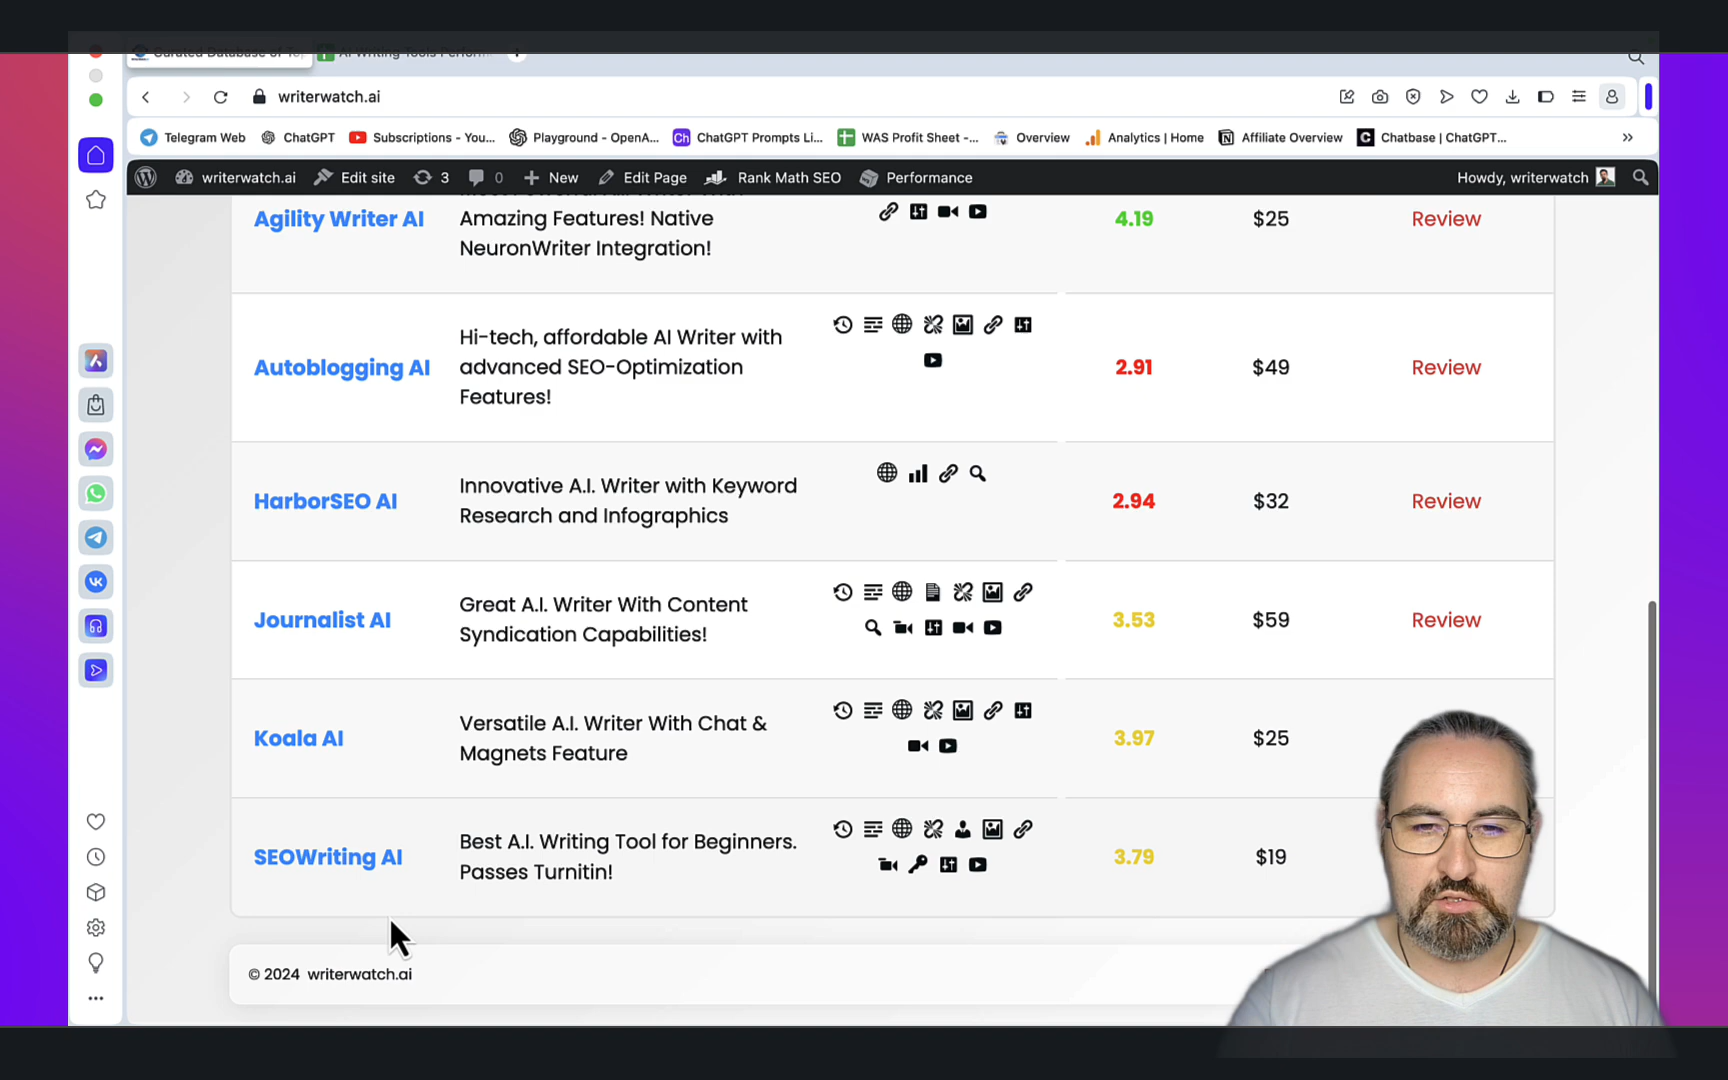 writerwatch.ai
Telegram Web ChatGPT Subscriptions - You... Playground - OpenA... ChatGPT Prompts Li... WAS Profit Sheet -... Overview Analytics | Home Affiliate Overview Chatbase | ChatGPT...
writerwatch.ai Edit site 3 0 New Edit Page Rank Math SEO Performance Howdy, writerwatch
Agility Writer AI Amazing Features! Native 4.19 $25 Review
NeuronWriter Integration!
Hi-tech, affordable AI Writer with
Autoblogging AI advanced SEO-Optimization 2.91 $49 Review
Features!
HarborSEO AI Innovative A.I. Writer with Keyword 2.94 $32 Review
Research and Infographics
Journalist AI Great A.I. Writer With Content 3.53 $59 Review
Syndication Capabilities!
Koala AI Versatile A.I. Writer With Chat & 3.97 $25
Magnets Feature
SEOWriting AI Best A.I. Writing Tool for Beginners. 3.79 $19
Passes Turnitin!
© 2024 writerwatch.ai